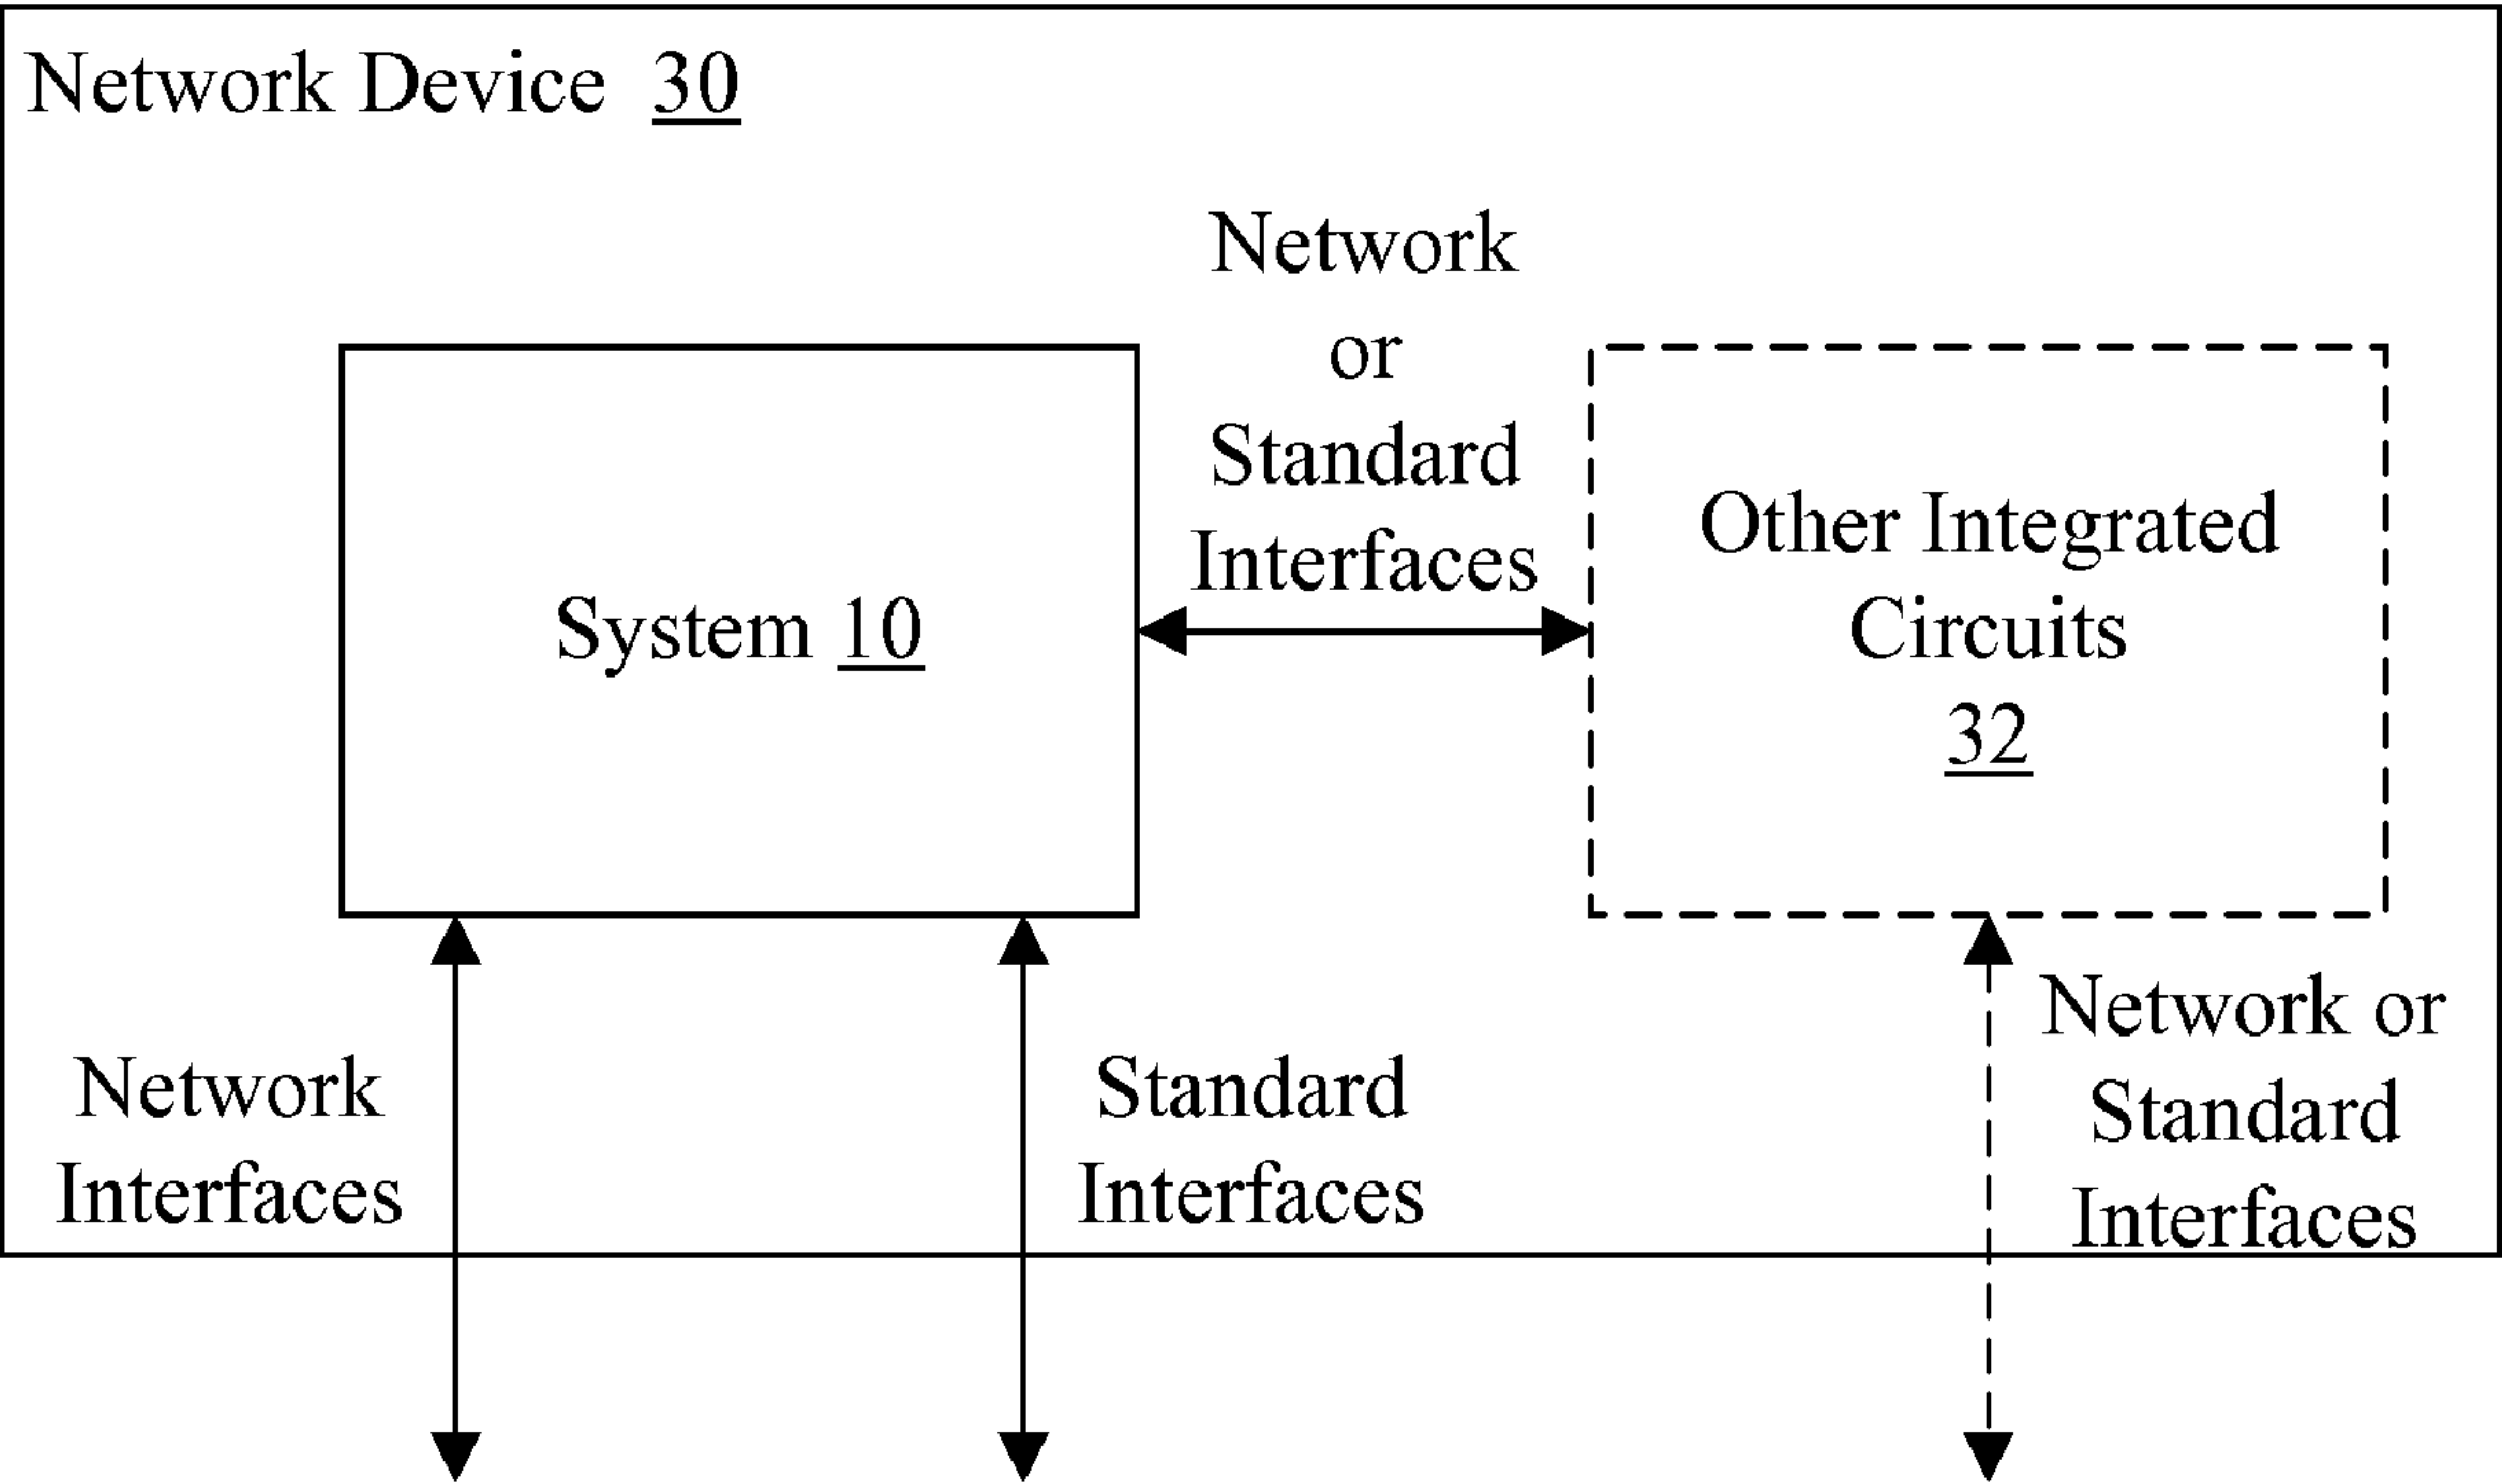 Network Device 30
Network
or
Standard
Interfaces
System 10
Other Integrated
Circuits
32
Network
Interfaces
Standard
Interfaces
Network or
Standard
Interfaces